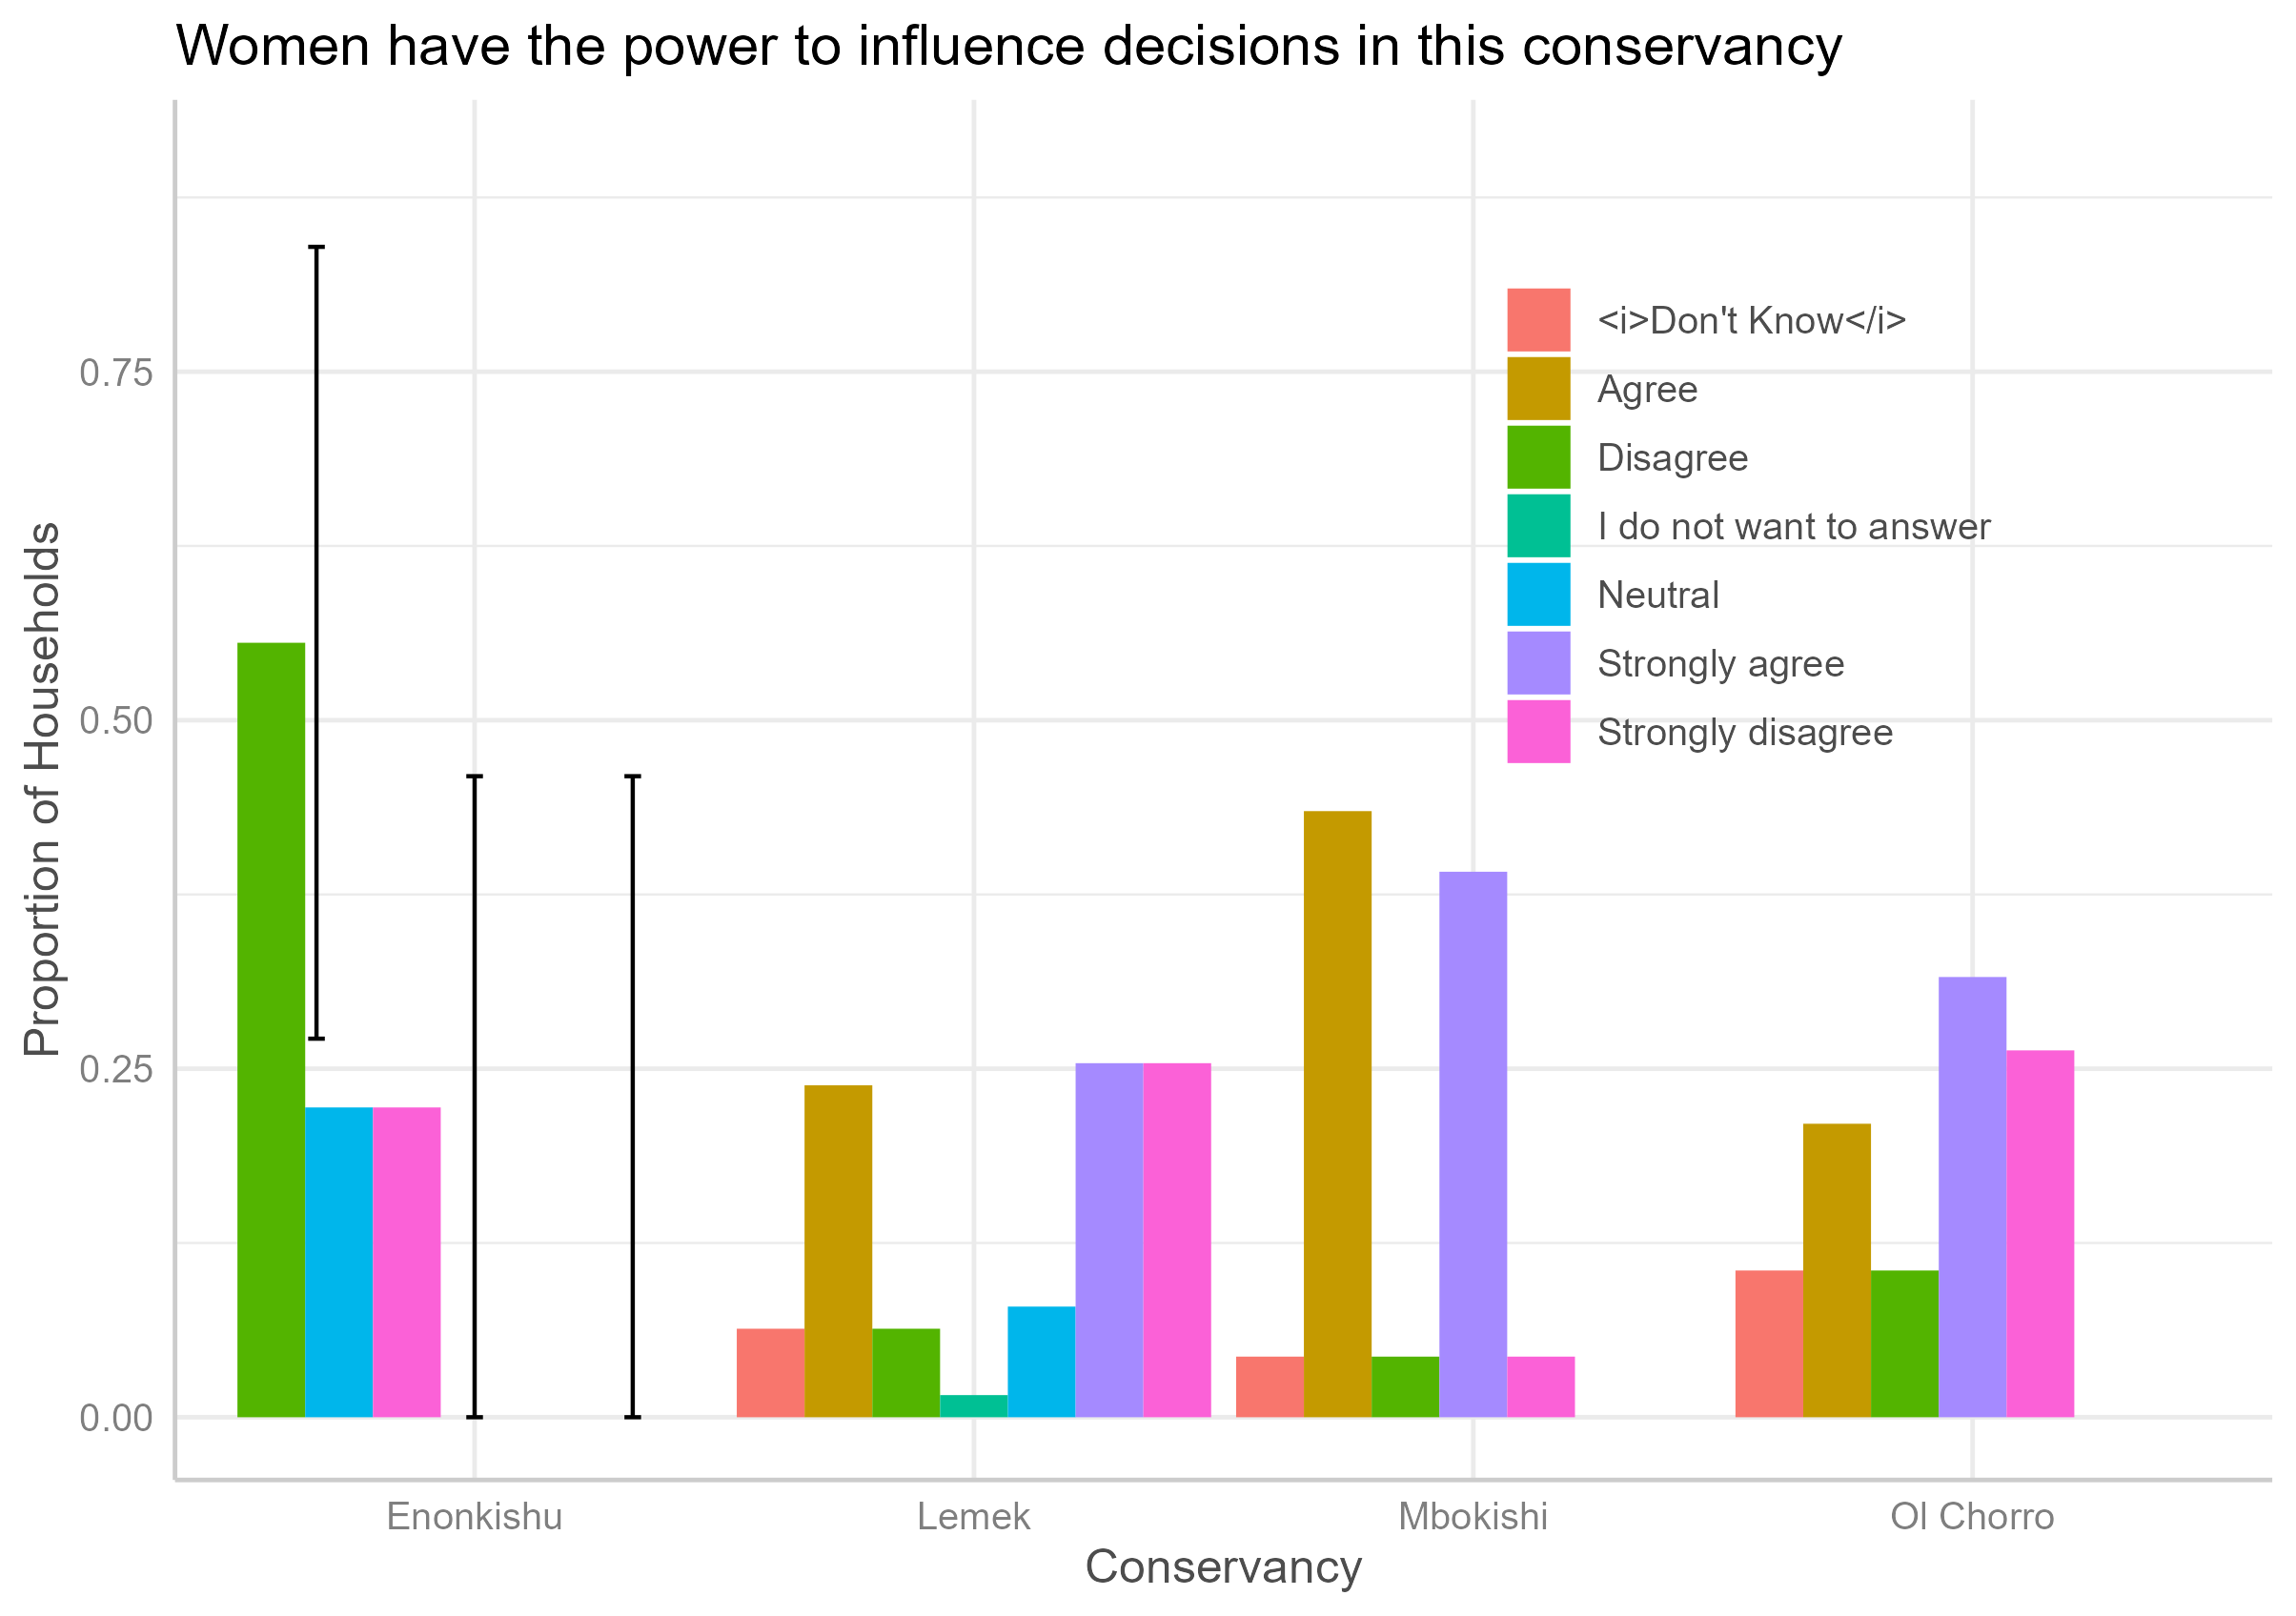 Women have the power to influence decisions in this conservancy
Proportion of Households
0.75
0.50
0.25
0.00
<i>Don't Know</i>
Agree
Disagree
I do not want to answer
Neutral
Strongly agree
Strongly disagree
Enonkishu
Lemek
Mbokishi
Ol Chorro
Conservancy